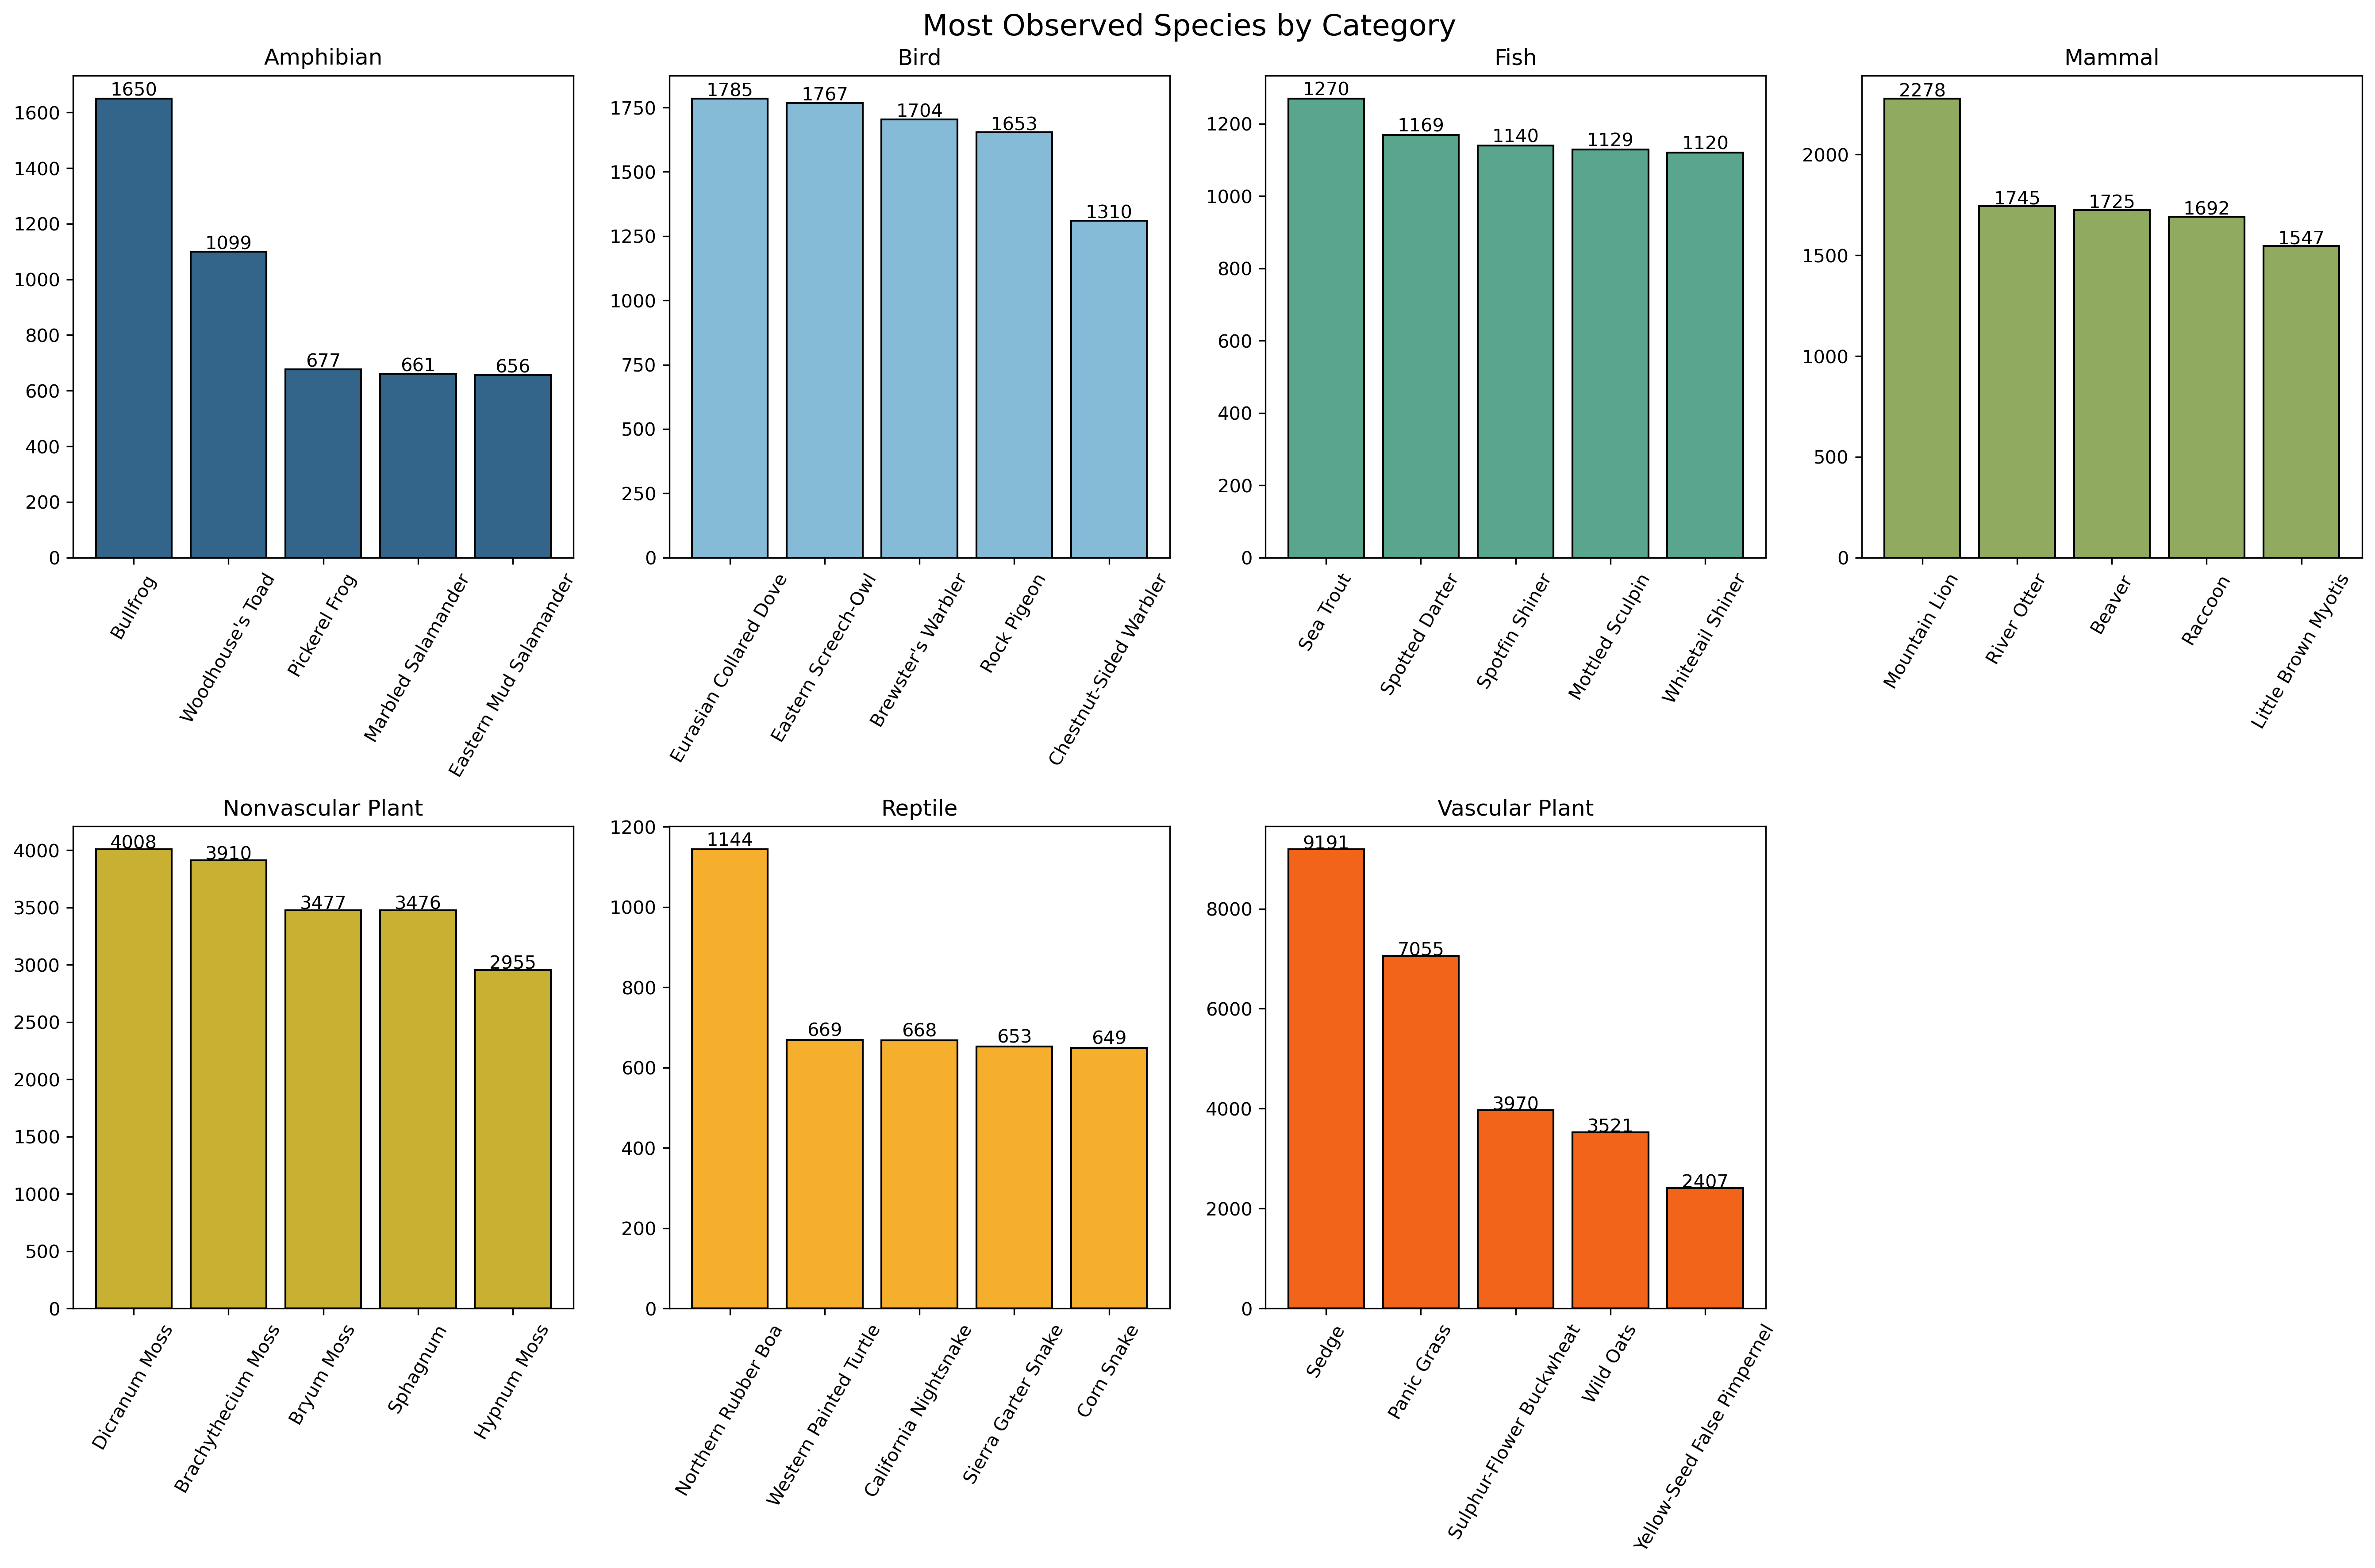 Most Observed Species by Category
Amphibian
1600
1400
1200
1000
800
600
400
200
0
1650
1099
677
661
656
Bullfrog
Woodhouse's Toad
Pickerel Frog
Marbled Salamander
Eastern Mud Salamander
Bird
1750
1500
1250
1000
750
500
250
0
1785
1767
1704
1653
1310
Eurasian Collared Dove
Eastern Screech-Owl
Brewster's Warbler
Rock Pigeon
Chestnut-Sided Warbler
Fish
1200
1000
800
600
400
200
0
1270
1169
1140
1129
1120
Sea Trout
Spotted Darter
Spotfin Shiner
Mottled Sculpin
Whitetail Shiner
Mammal
2000
1500
1000
500
0
2278
1745
1725
1692
1547
Mountain Lion
River Otter
Beaver
Raccoon
Little Brown Myotis
Nonvascular Plant
4000
3500
3000
2500
2000
1500
1000
500
0
4008
3910
3477
3476
2955
Dicranum Moss
Brachythecium Moss
Bryum Moss
Sphagnum
Hypnum Moss
Reptile
1200
1000
800
600
400
200
0
1144
669
668
653
649
Northern Rubber Boa
Western Painted Turtle
California Nightsnake
Sierra Garter Snake
Corn Snake
Vascular Plant
8000
6000
4000
2000
0
9191
7055
3970
3521
2407
Sedge
Panic Grass
Sulphur-Flower Buckwheat
Wild Oats
Yellow-Seed False Pimpernel